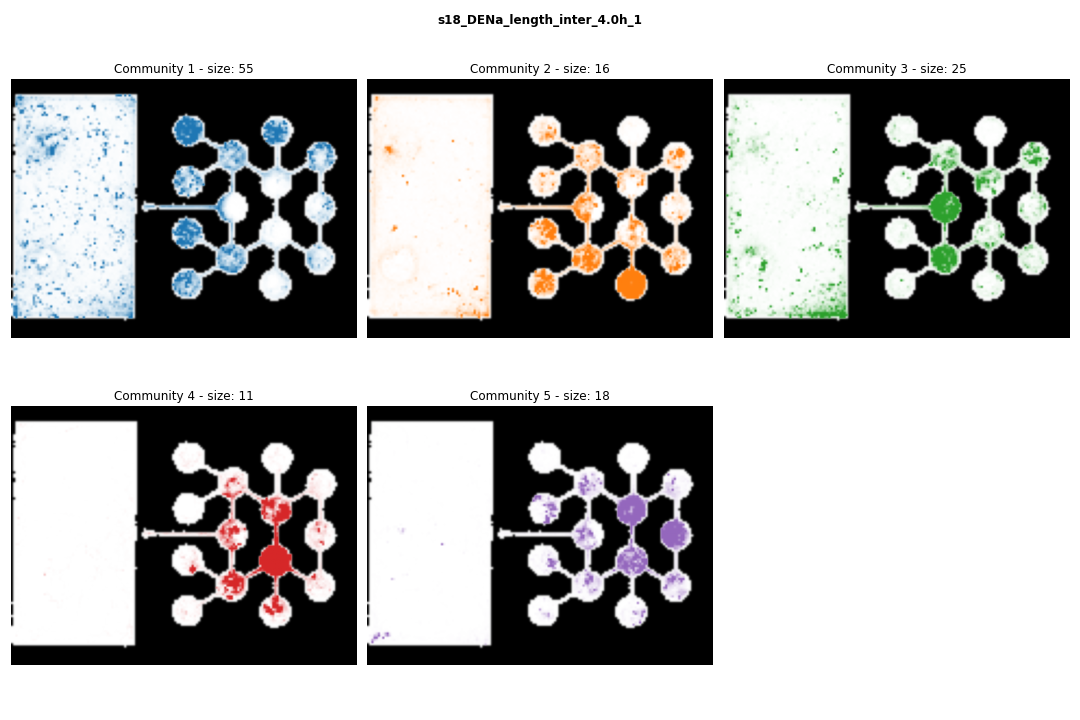 s18_DENa_length_inter_4.0h_1
Community 1 - size: 55
Community 2 - size: 16
Community 3 - size: 25
Community 4 - size: 11
Community 5 - size: 18